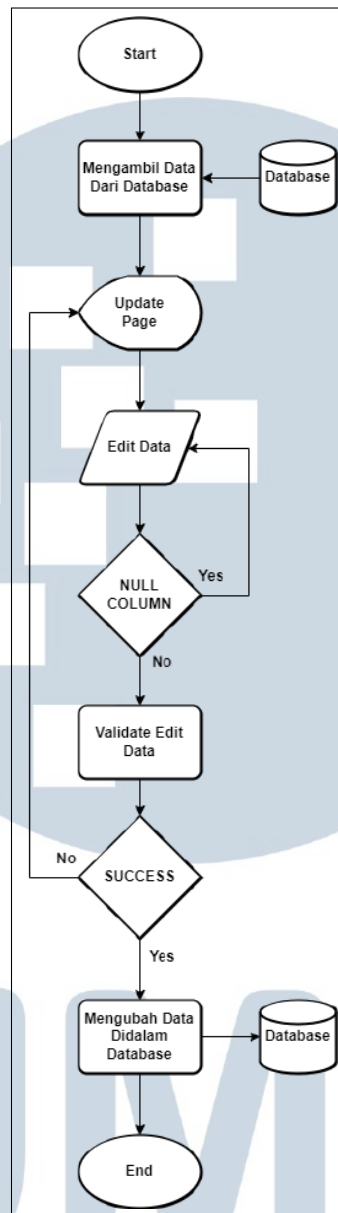 Start
Mengambil Data
Dari Database
Database
Update
Page
Edit Data
NULL
COLUMN
Yes
No
Validate Edit
Data
No
SUCCESS
Yes
Mengubah Data
Didalam
Database
Database
End